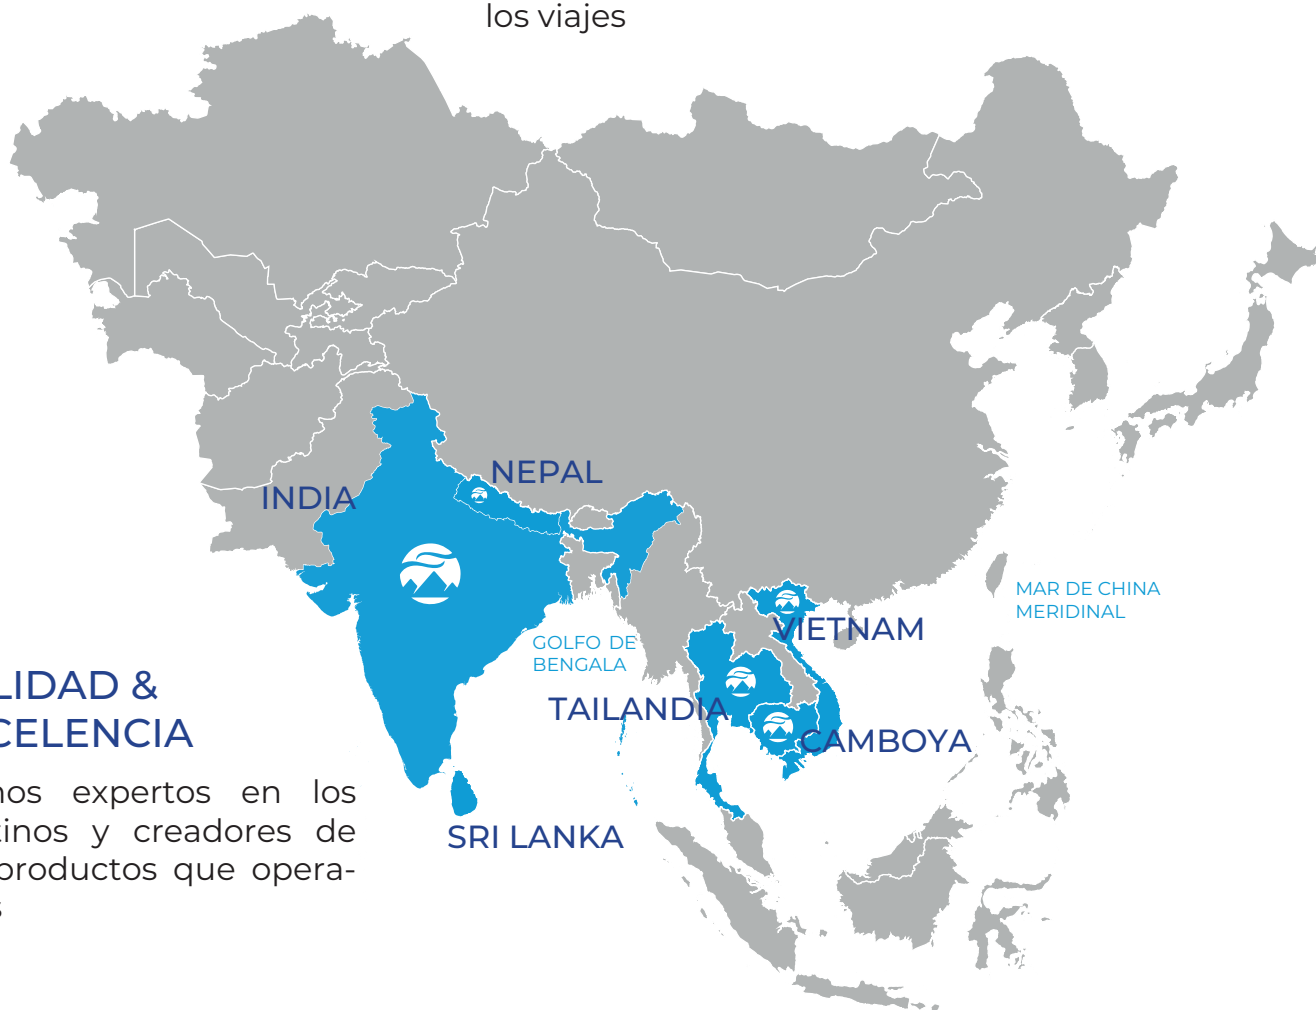 los viajes
NEPAL
INDIA
MAR DE CHINA
MERIDINAL
VIETNAM
GOLFO DE
BENGALA
TAILANDIA
CAMBOYA
SRI LANKA
LIDAD &
CELENCIA
nos expertos en los
tinos y creadores de
productos que opera-
s